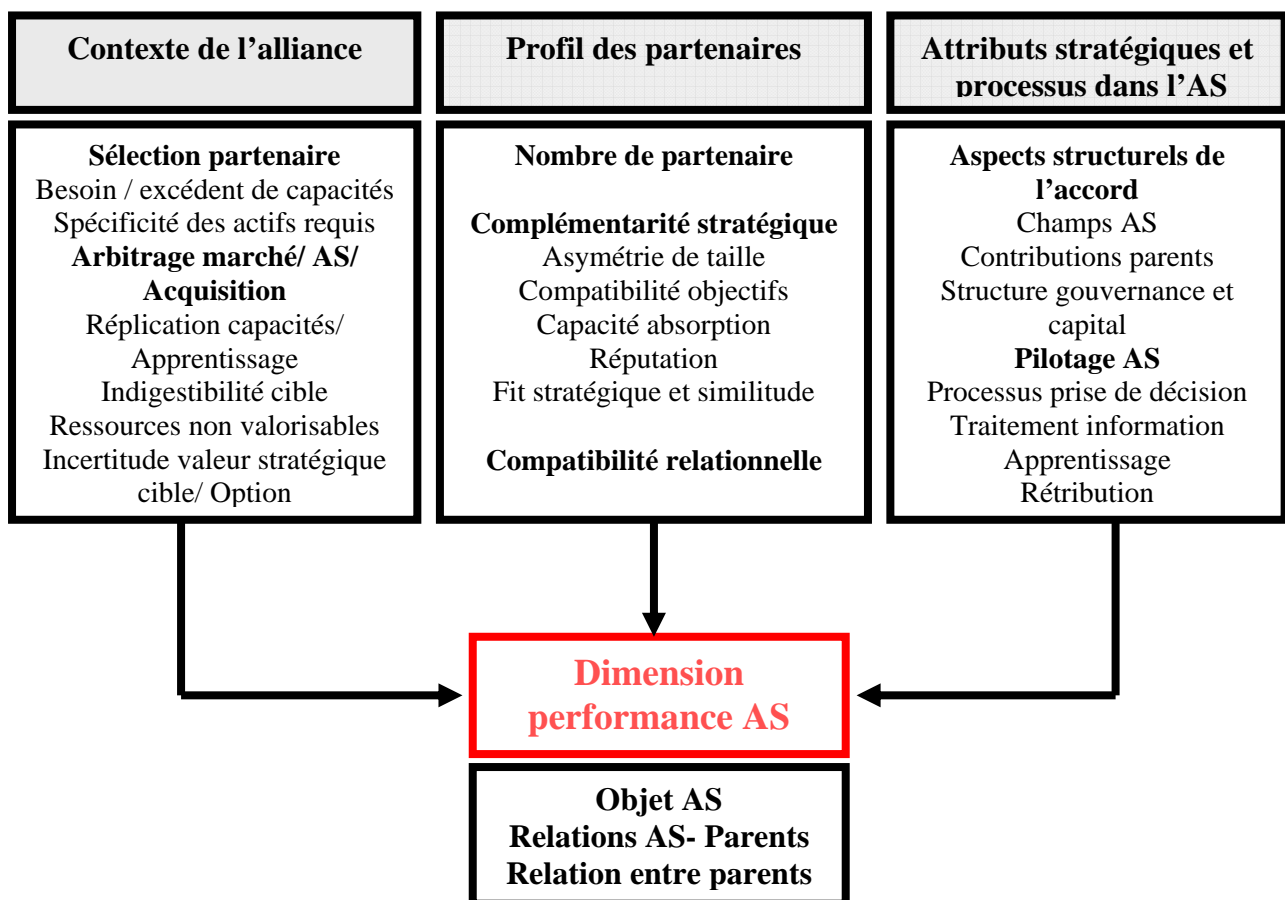 Contexte de l’alliance
Sélection partenaire
Besoin / excédent de capacités
Spécificité des actifs requis
Arbitrage marché/ AS/
Acquisition
Réplication capacités/
Apprentissage
Indigestibilité cible
Ressources non valorisables
Incertitude valeur stratégique
cible/ Option
Profil des partenaires
Nombre de partenaire
Complémentarité stratégique
Asymétrie de taille
Compatibilité objectifs
Capacité absorption
Réputation
Fit stratégique et similitude
Compatibilité relationnelle
Attributs stratégiques et
processus dans l’AS
Aspects structurels de
l’accord
Champs AS
Contributions parents
Structure gouvernance et
capital
Pilotage AS
Processus prise de décision
Traitement information
Apprentissage
Rétribution
Dimension
performance AS
Objet AS
Relations AS- Parents
Relation entre parents